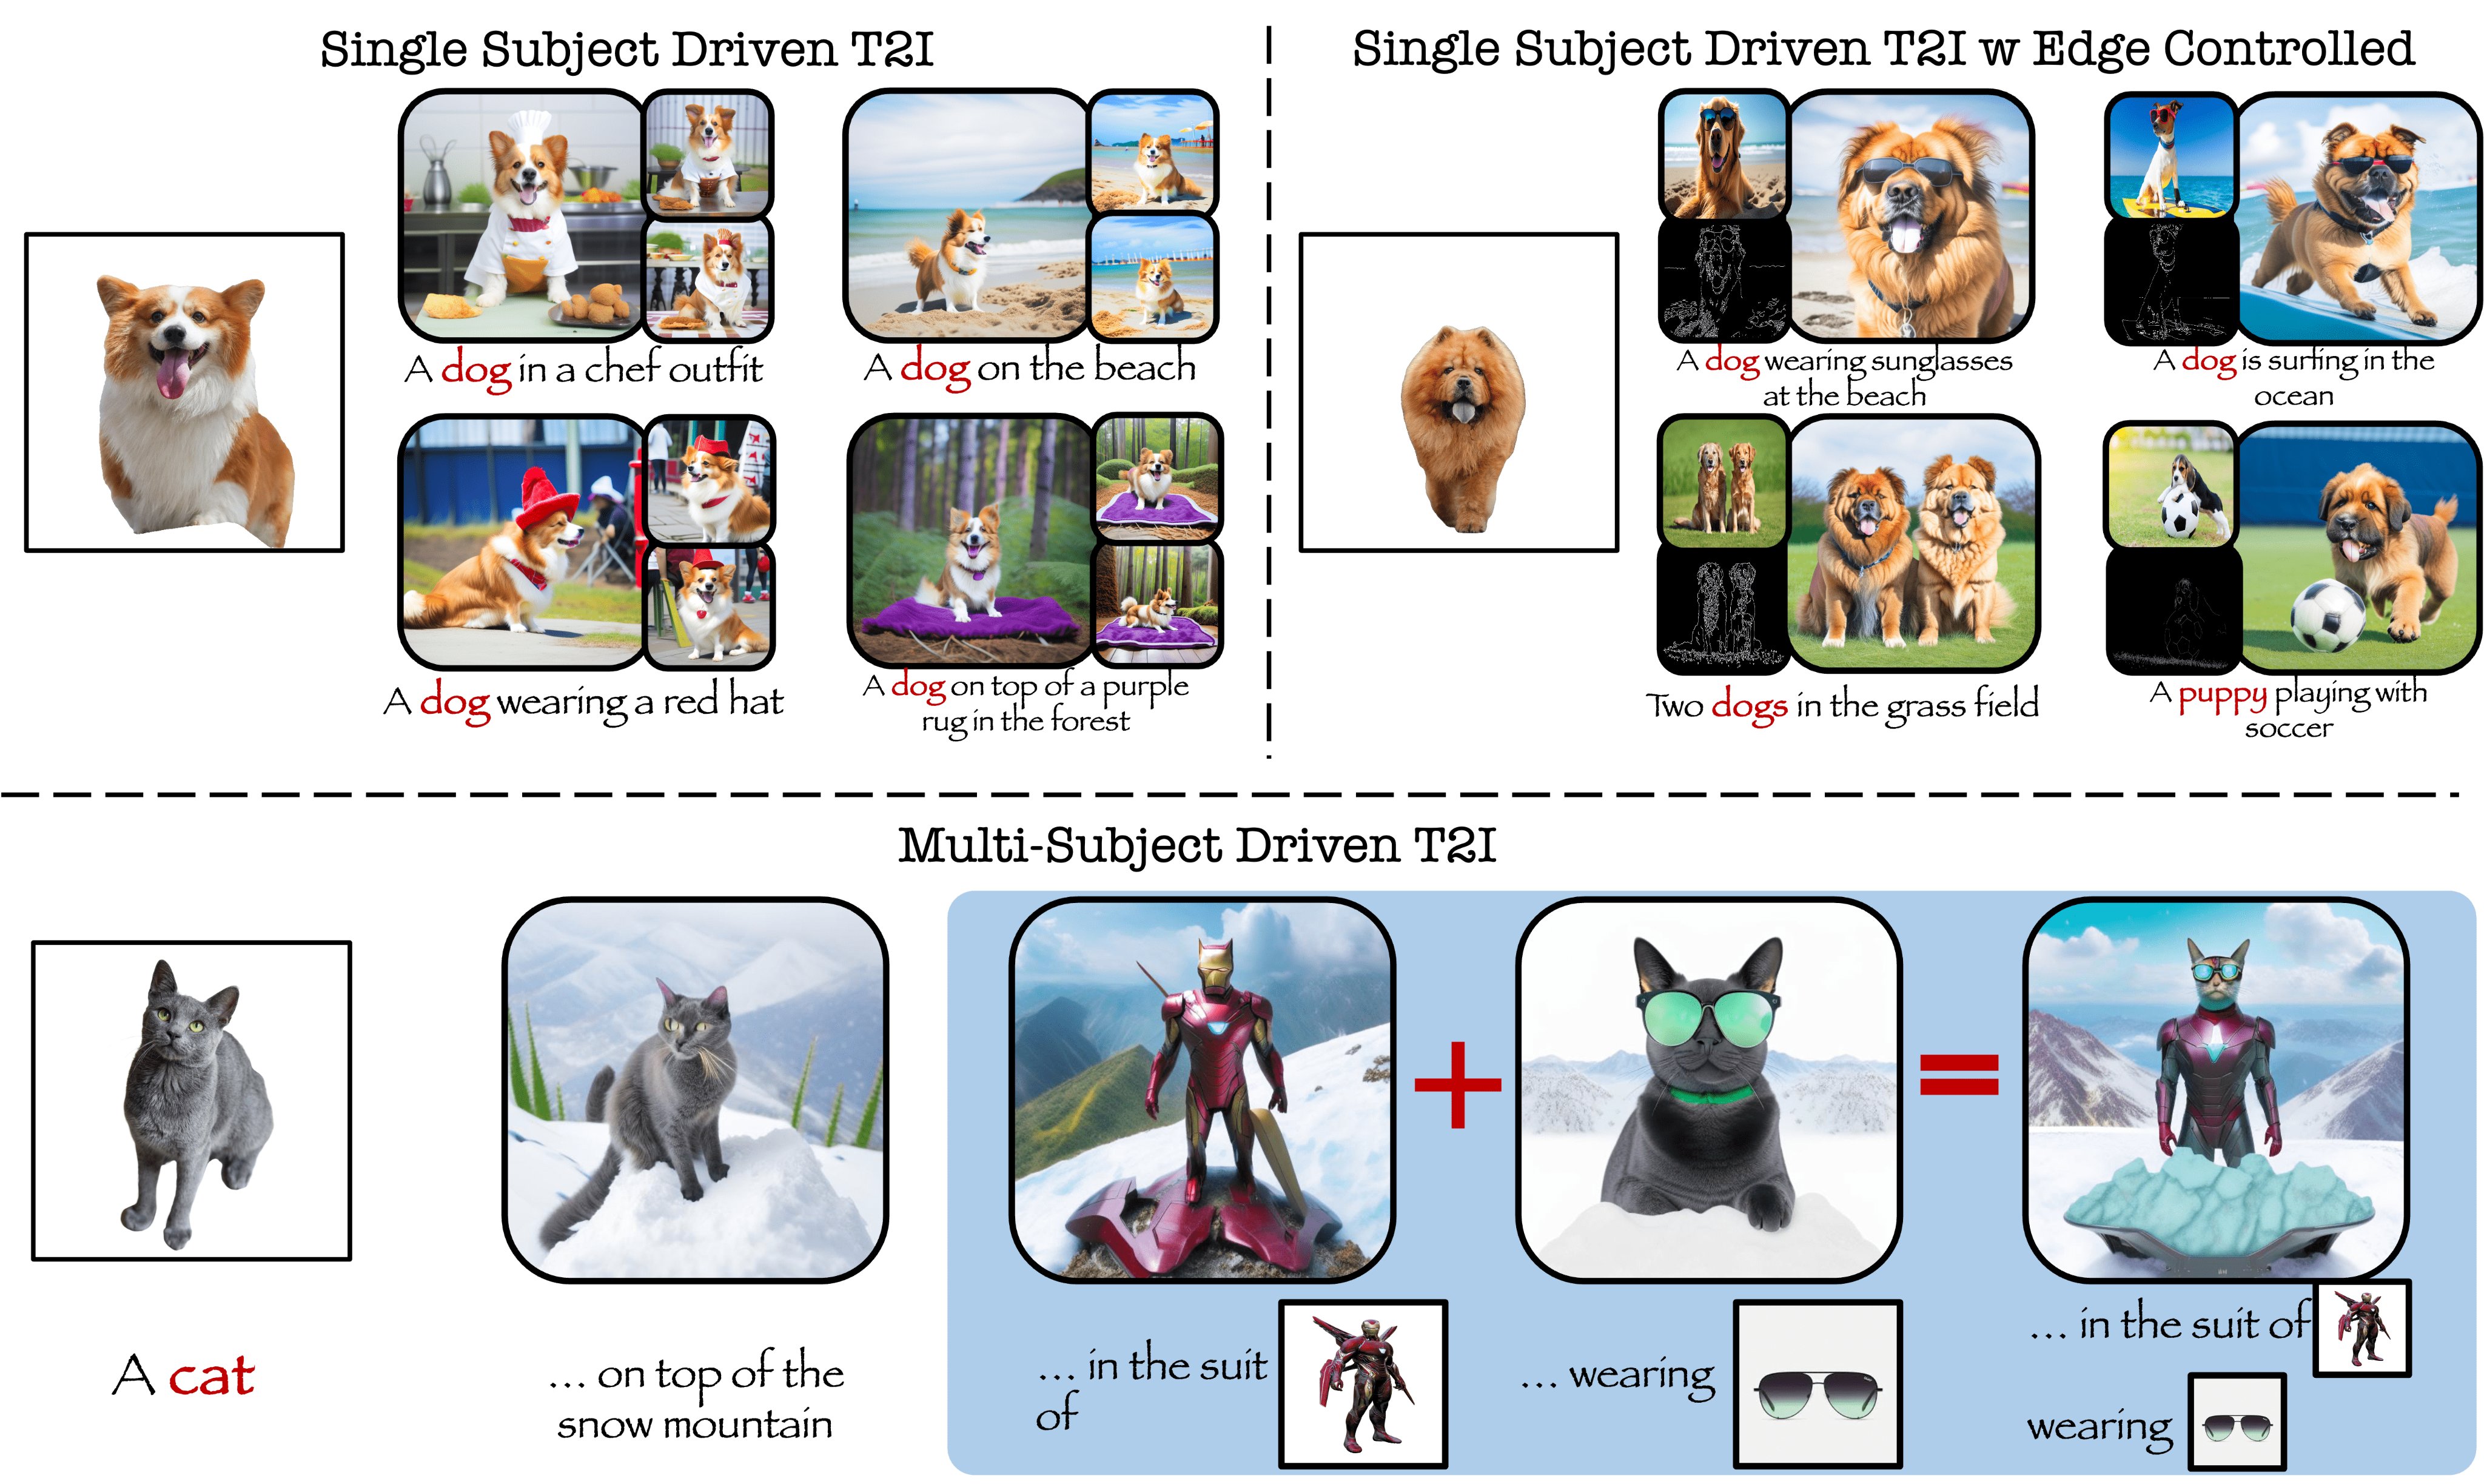 Single Subject Driven T2I
A dog in a chef outfit
A dog on the beach
A dog wearing a red hat
A dog on top of a purple
rug in the forest
Single Subject Driven T2I w Edge Controlled
A dog wearing sunglasses
at the beach
A dog is surfing in the
ocean
Two dogs in the grass field
A puppy playing with
soccer
Multi-Subject Driven T2I
A cat
... on top of the
snow mountain
... in the suit
of
+
... wearing
=
... in the suit of
wearing